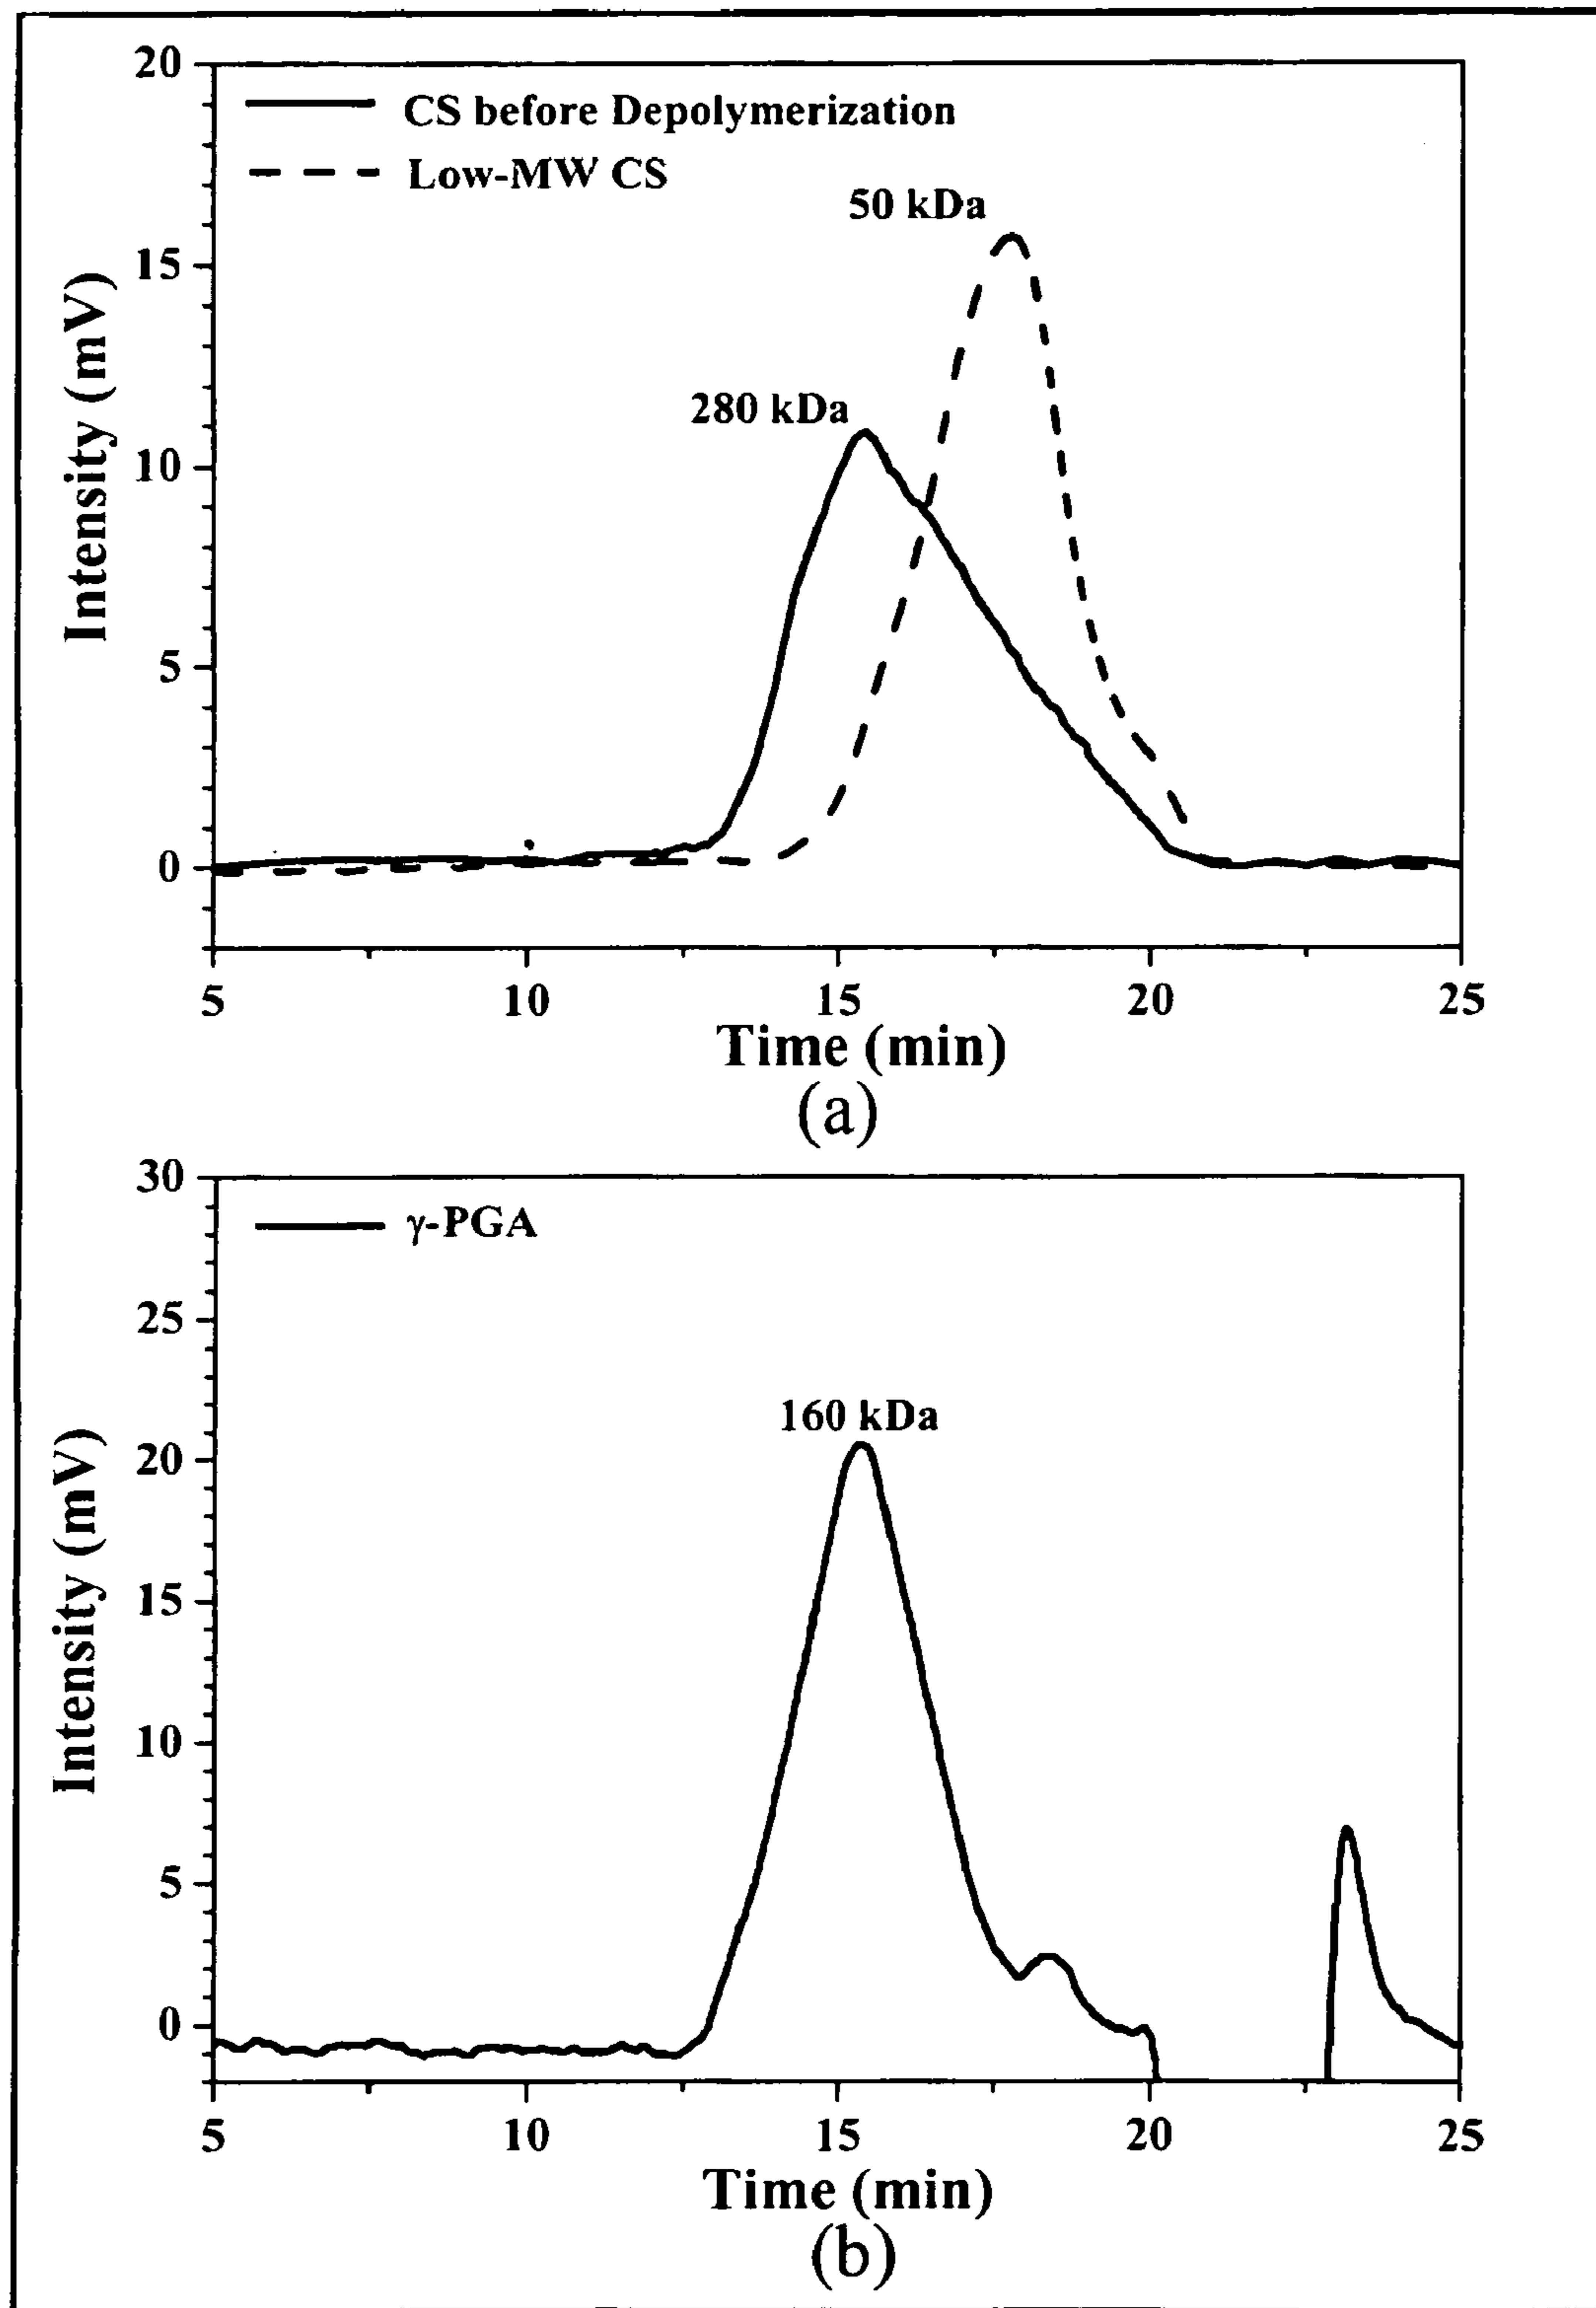 20
CS before Depolymerization
Low-MW CS
50 kDa
15
280 kDa
10
5
0
Intensity (mV)
5 10 15 20 25
Time (min)
(a)
30
γ-PGA
25
160 kDa
20
15
10
5
0
Intensity (mV)
5 10 15 20 25
Time (min)
(b)